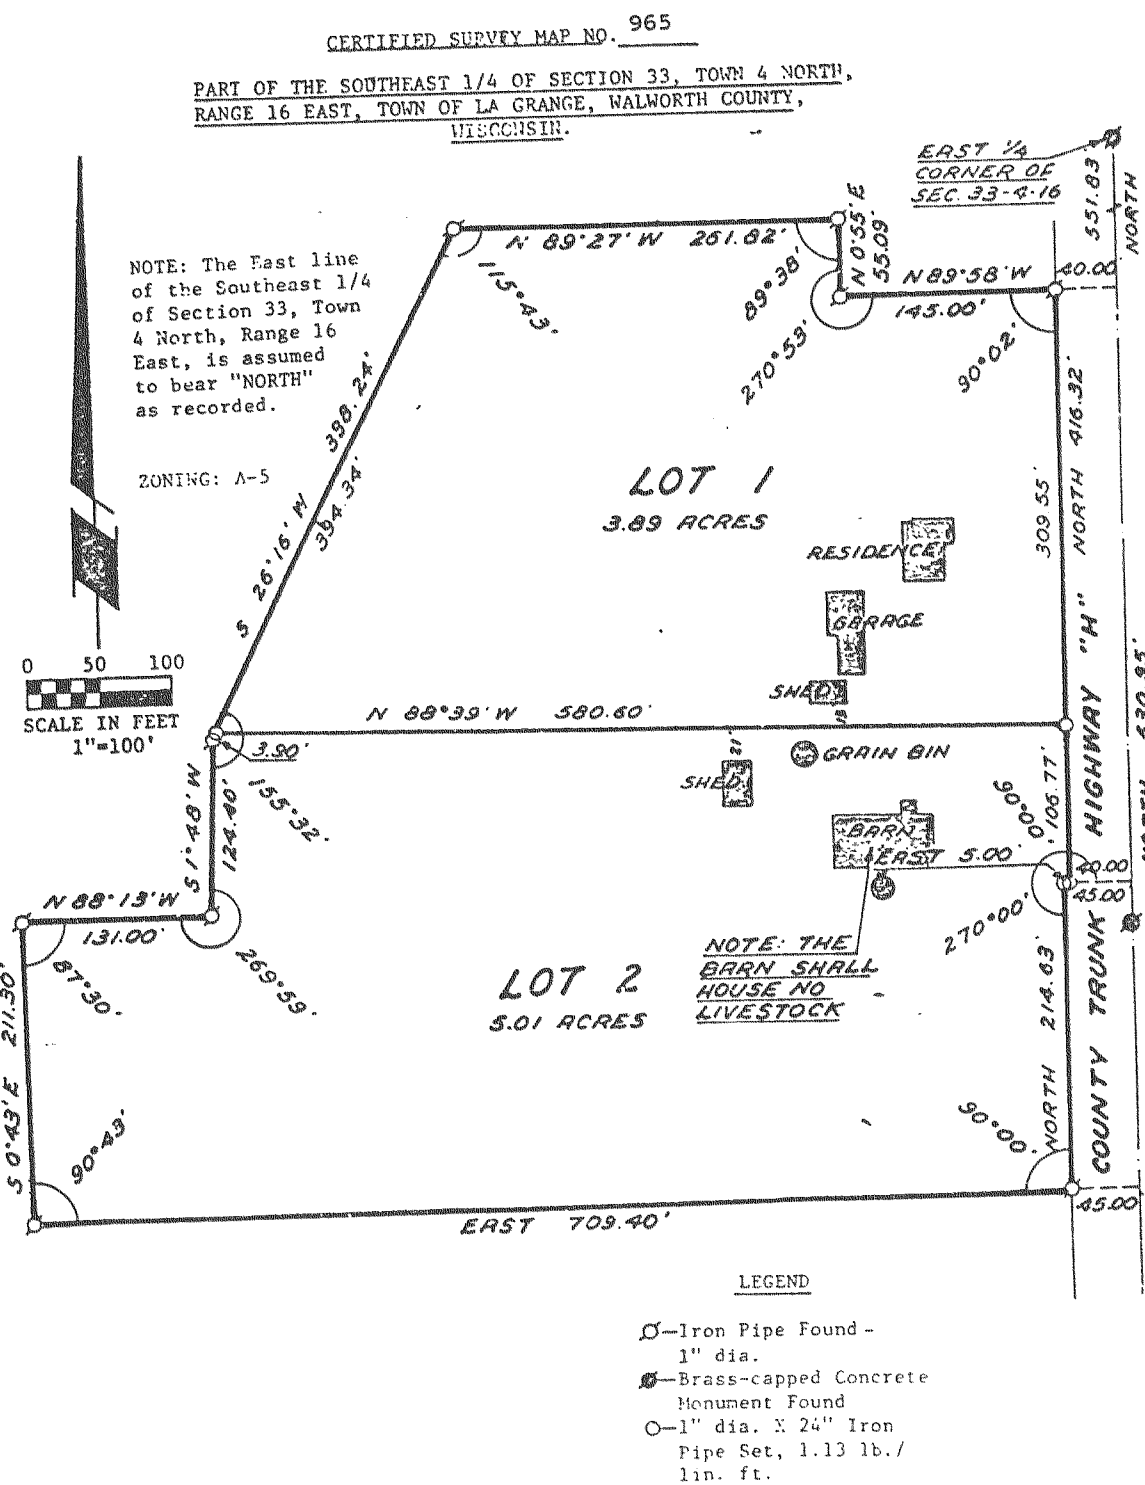 CERTIFIED SURVEY MAP NO. 965
PART OF THE SOUTHEAST 1/4 OF SECTION 33, TOWN 4 NORTH,
RANGE 16 EAST, TOWN OF LA GRANGE, WALWORTH COUNTY,
WISCONSIN.
EAST 1/4
CORNER OF
SEC. 33-4-16
551.83
NORTH
N 89°27' W 261.82'
N 0°55' E
55.09'
N 89°58' W
145.00'
40.00'
115°43'
89°38'
270°53'
90°02'
NOTE: The East line
of the Southeast 1/4
of Section 33, Town
4 North, Range 16
East, is assumed
to bear "NORTH"
as recorded.
ZONING: A-5
398.24'
394.34'
S 26°16' W
LOT 1
3.89 ACRES
RESIDENCE
GARAGE
SHED
18'
309.55'
NORTH 416.32'
0 50 100
SCALE IN FEET
1"=100'
N 88°39' W 580.60'
3.90'
155°32'
S 1°48' W
124.40'
21'
SHED
GRAIN BIN
BARN
EAST 5.00'
90°00'
106.77'
40.00
45.00
COUNTY TRUNK HIGHWAY "H"
N 88°13' W
131.00'
87°30'
269°59'
S 0°43' E 211.30'
90°43'
LOT 2
5.01 ACRES
NOTE: THE
BARN SHALL
HOUSE NO
LIVESTOCK
270°00'
NORTH 214.63'
90°00'
45.00
EAST 709.40'
LEGEND
Iron Pipe Found -
1" dia.
Brass-capped Concrete
Monument Found
1" dia. X 24" Iron
Pipe Set, 1.13 lb./
lin. ft.